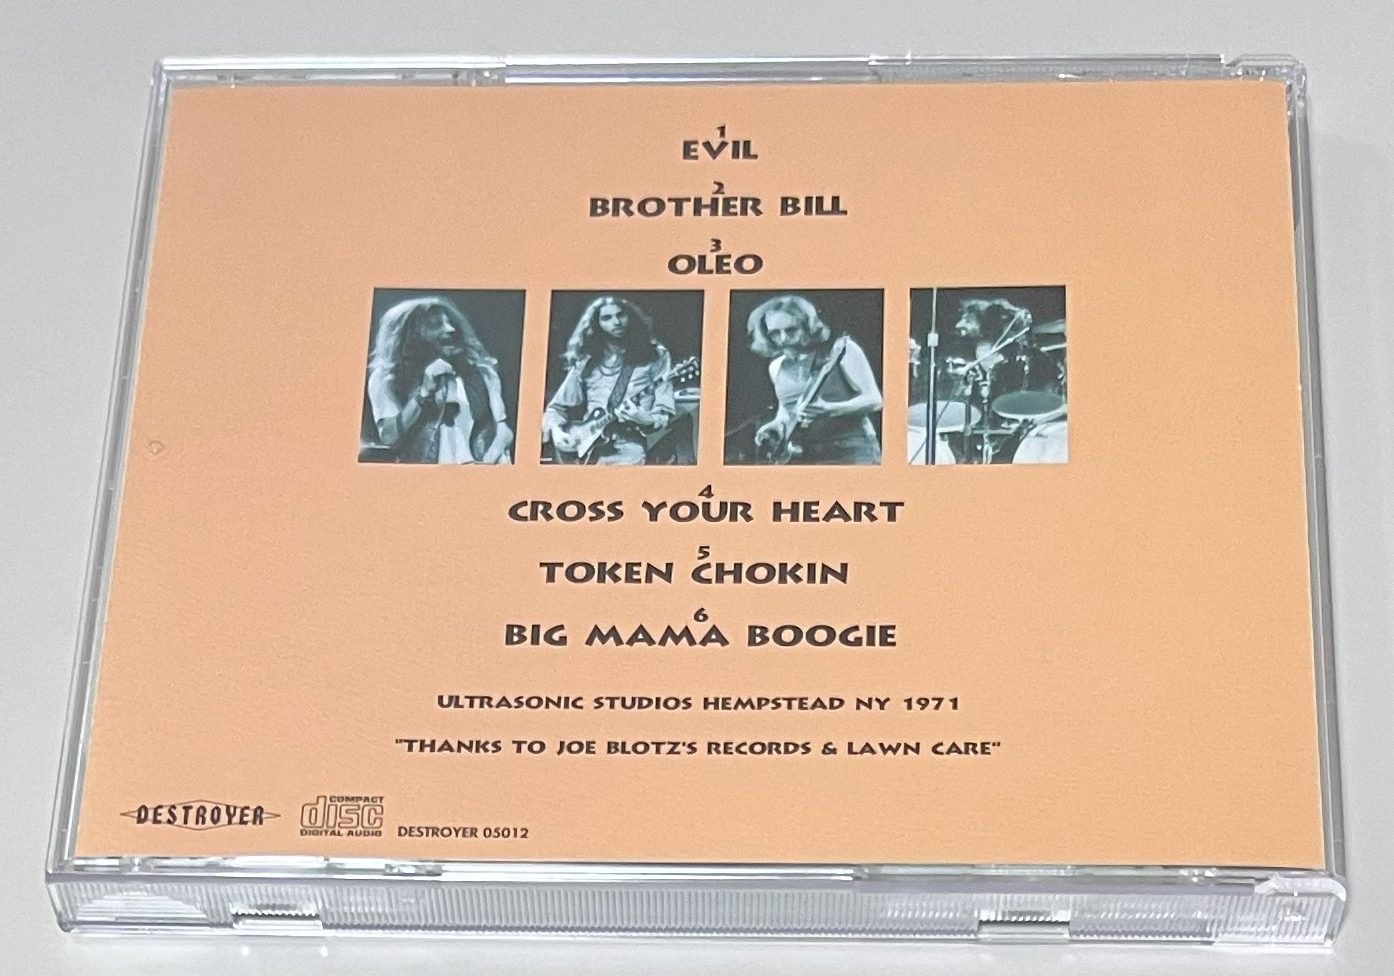 1
EVIL
2
BROTHER BILL
3
OLEO
4
CROSS YOUR HEART
5
TOKEN CHOKIN
6
BIG MAMA BOOGIE
ULTRASONIC STUDIOS HEMPSTEAD NY 1971
"THANKS TO JOE BLOTZ'S RECORDS & LAWN CARE"
DESTROYER
COMPACT
disc
DIGITAL AUDIO
DESTROYER 05012